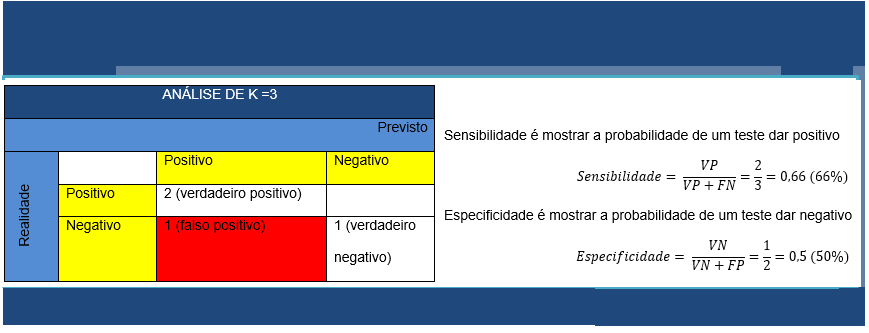 ANÁLISE DE K =3
Previsto
Positivo Negativo
Realidade
Positivo 2 (verdadeiro positivo)
Negativo 1 (falso positivo) 1 (verdadeiro
negativo)
Sensibilidade é mostrar a probabilidade de um teste dar positivo
Sensibilidade = VP / (VP + FN) = 2/3 = 0,66 (66%)
Especificidade é mostrar a probabilidade de um teste dar negativo
Especificidade = VN / (VN + FP) = 1/2 = 0,5 (50%)